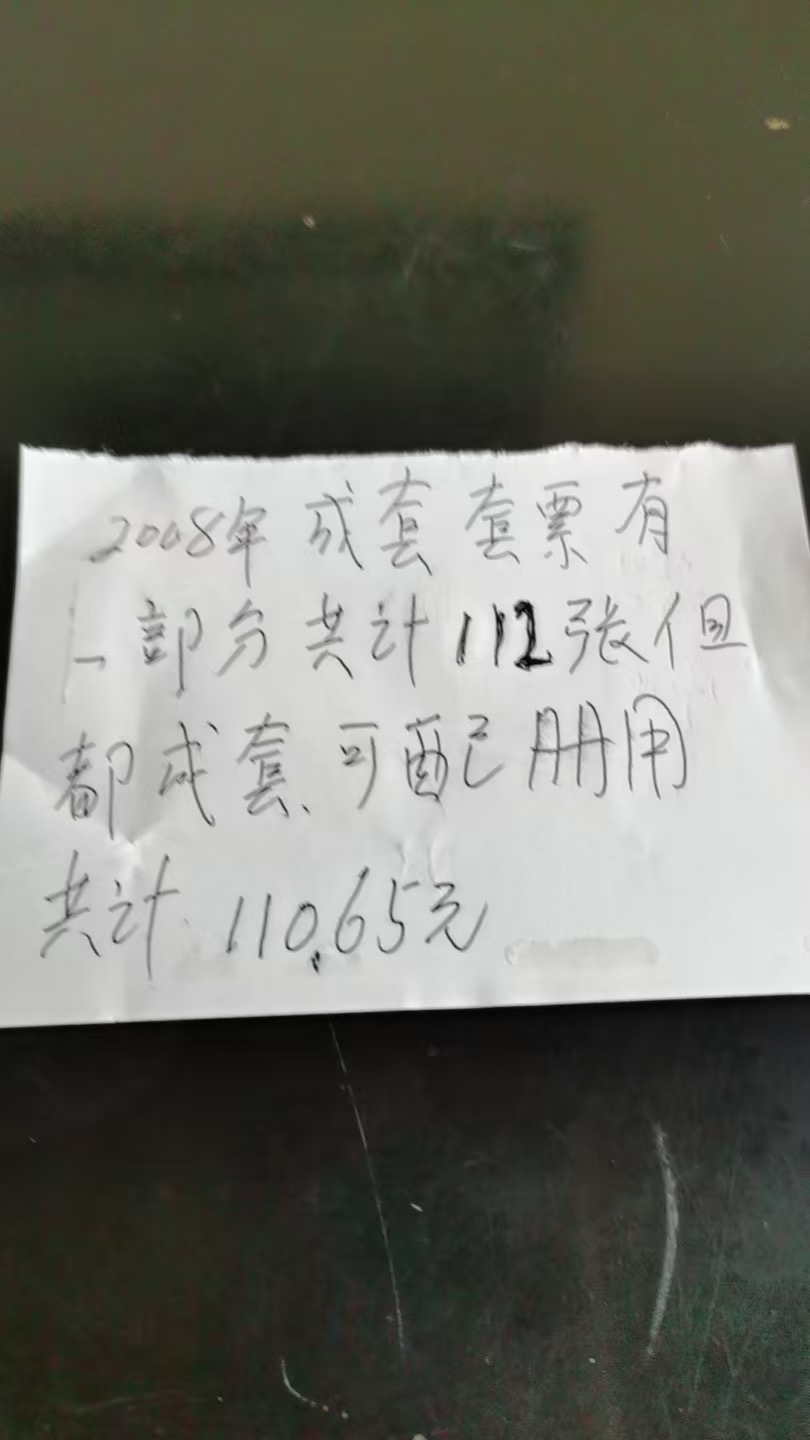 2008年成套套票有
一部分共计112张但
都成套、可配册用
共计110.65元